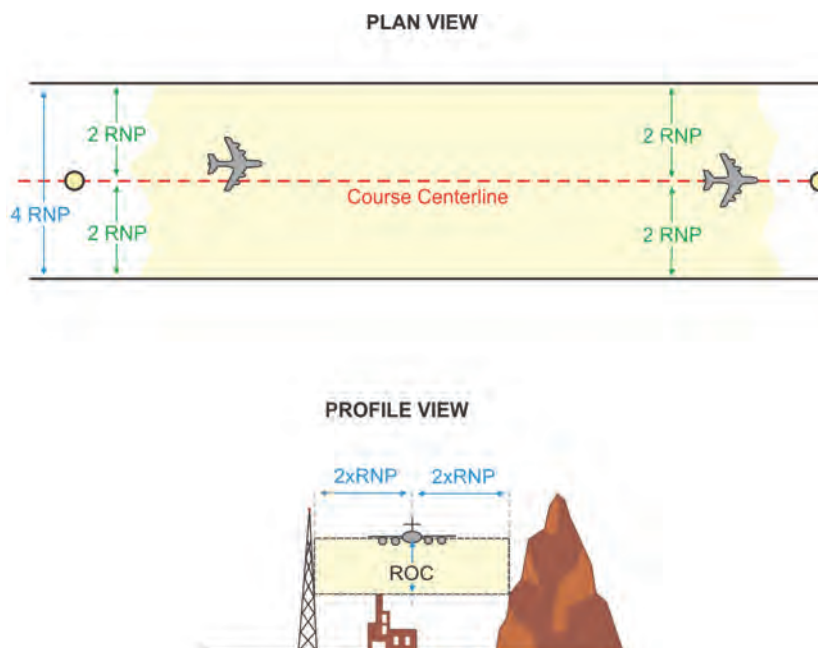 PLAN VIEW
2 RNP
2 RNP
Course Centerline
4 RNP
2 RNP
2 RNP
PROFILE VIEW
2xRNP
2xRNP
ROC